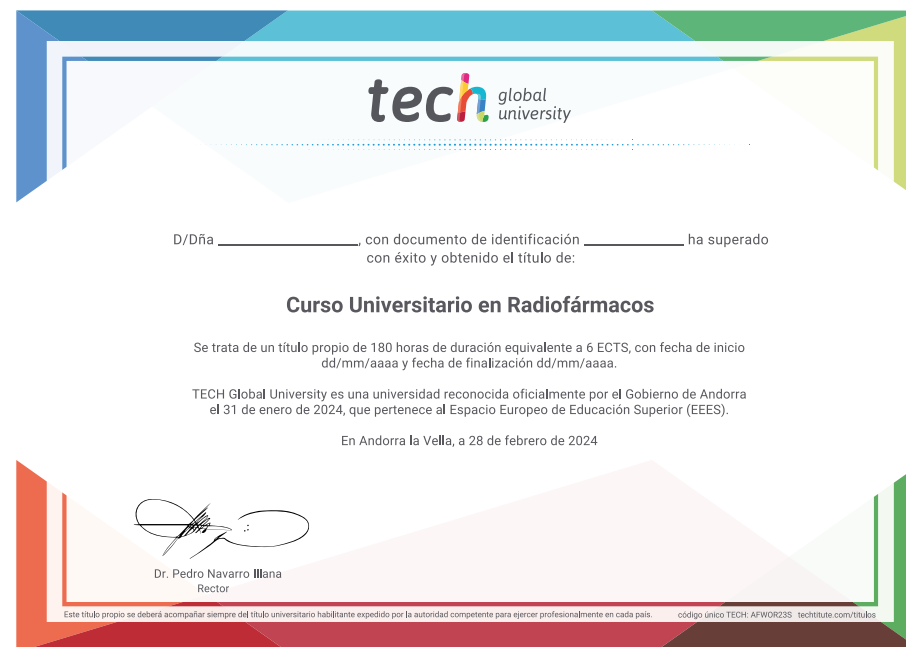 tech global university
D/Dña ____________________, con documento de identificación ______________ ha superado
con éxito y obtenido el título de:
Curso Universitario en Radiofármacos
Se trata de un título propio de 180 horas de duración equivalente a 6 ECTS, con fecha de inicio
dd/mm/aaaa y fecha de finalización dd/mm/aaaa.
TECH Global University es una universidad reconocida oficialmente por el Gobierno de Andorra
el 31 de enero de 2024, que pertenece al Espacio Europeo de Educación Superior (EEES).
En Andorra la Vella, a 28 de febrero de 2024
Dr. Pedro Navarro Illana
Rector
Este título propio se deberá acompañar siempre del título universitario habilitante expedido por la autoridad competente para ejercer profesionalmente en cada país. código único TECH: AFWOR23S techtitute.com/titulos